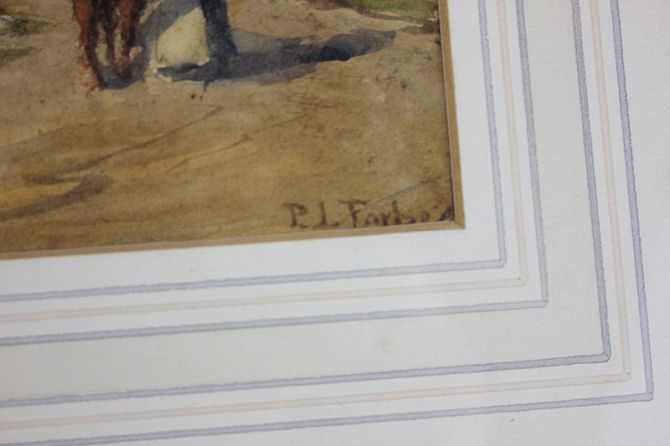 P. L. Forbes